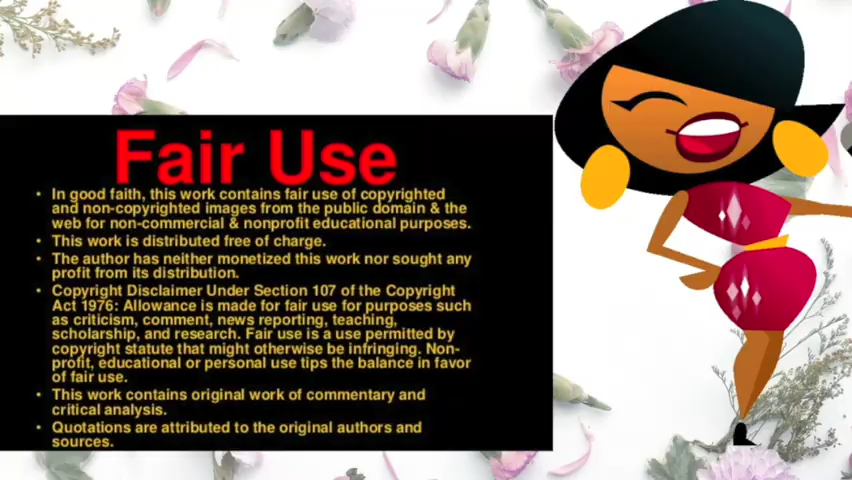 Fair Use
• In good faith, this work contains fair use of copyrighted
and non-copyrighted images from the public domain & the
web for non-commercial & nonprofit educational purposes.
• This work is distributed free of charge.
• The author has neither monetized this work nor sought any
profit from its distribution.
• Copyright Disclaimer Under Section 107 of the Copyright
Act 1976: Allowance is made for fair use for purposes such
as criticism, comment, news reporting, teaching,
scholarship, and research. Fair use is a use permitted by
copyright statute that might otherwise be infringing. Non-
profit, educational or personal use tips the balance in favor
of fair use.
• This work contains original work of commentary and
critical analysis.
• Quotations are attributed to the original authors and
sources.